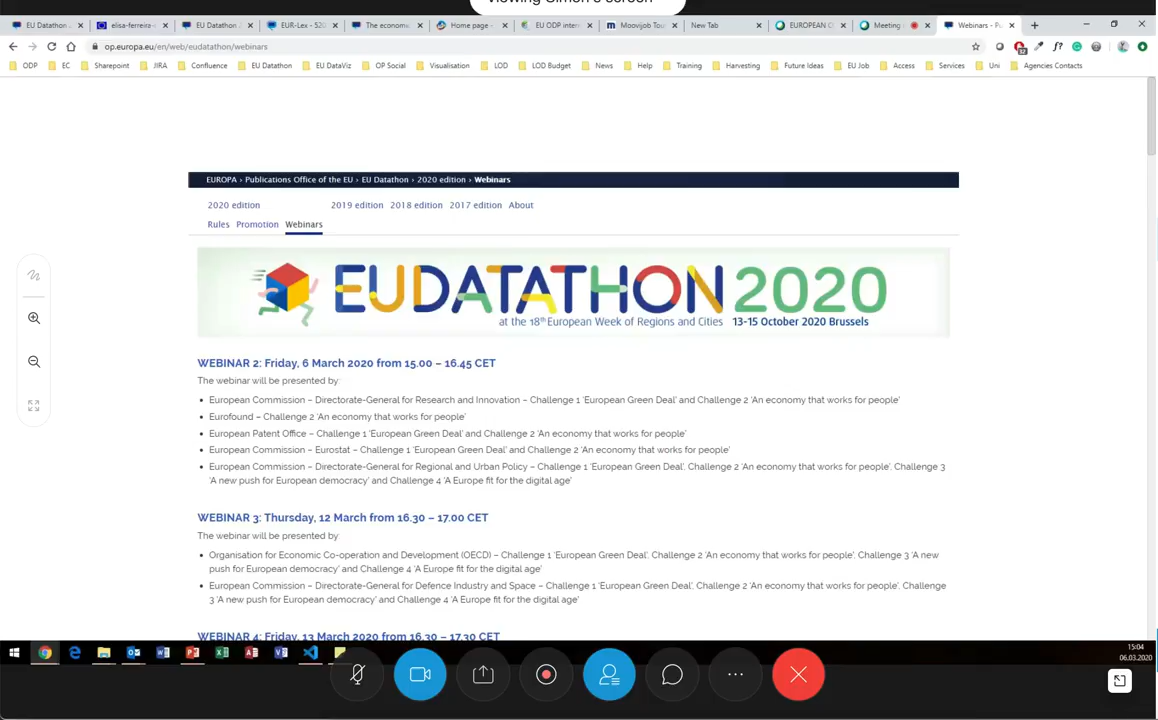 Viewing Simon's screen
EU Datathon
elisa-ferreira-
EU Datathon
EUR-Lex - 520
The econom
Home page -
EU ODP inter
Moovijob Tou
New Tab
EUROPEAN C
Meeting
Webinars - P
op.europa.eu/en/web/eudatathon/webinars
ODP EC Sharepoint JIRA Confluence EU Datathon EU DataViz OP Social Visualisation LOD LOD Budget News Help Training Harvesting Future Ideas EU Job Access Services Uni Agencies Contacts
EUROPA › Publications Office of the EU › EU Datathon › 2020 edition › Webinars
2020 edition 2019 edition 2018 edition 2017 edition About
Rules Promotion Webinars
EUDATATHON 2020
at the 18th European Week of Regions and Cities 13-15 October 2020 Brussels
WEBINAR 2: Friday, 6 March 2020 from 15.00 – 16.45 CET
The webinar will be presented by:
• European Commission – Directorate-General for Research and Innovation – Challenge 1 'European Green Deal' and Challenge 2 'An economy that works for people'
• Eurofound – Challenge 2 'An economy that works for people'
• European Patent Office – Challenge 1 'European Green Deal' and Challenge 2 'An economy that works for people'
• European Commission – Eurostat – Challenge 1 'European Green Deal' and Challenge 2 'An economy that works for people'
• European Commission – Directorate-General for Regional and Urban Policy – Challenge 1 'European Green Deal', Challenge 2 'An economy that works for people', Challenge 3
'A new push for European democracy' and Challenge 4 'A Europe fit for the digital age'
WEBINAR 3: Thursday, 12 March from 16.30 – 17.00 CET
The webinar will be presented by:
• Organisation for Economic Co-operation and Development (OECD) – Challenge 1 'European Green Deal', Challenge 2 'An economy that works for people', Challenge 3 'A new
push for European democracy' and Challenge 4 'A Europe fit for the digital age'
• European Commission – Directorate-General for Defence Industry and Space – Challenge 1 'European Green Deal', Challenge 2 'An economy that works for people', Challenge
3 'A new push for European democracy' and Challenge 4 'A Europe fit for the digital age'
WEBINAR 4: Friday, 13 March 2020 from 16.30 – 17.30 CET
15:04
06.03.2020